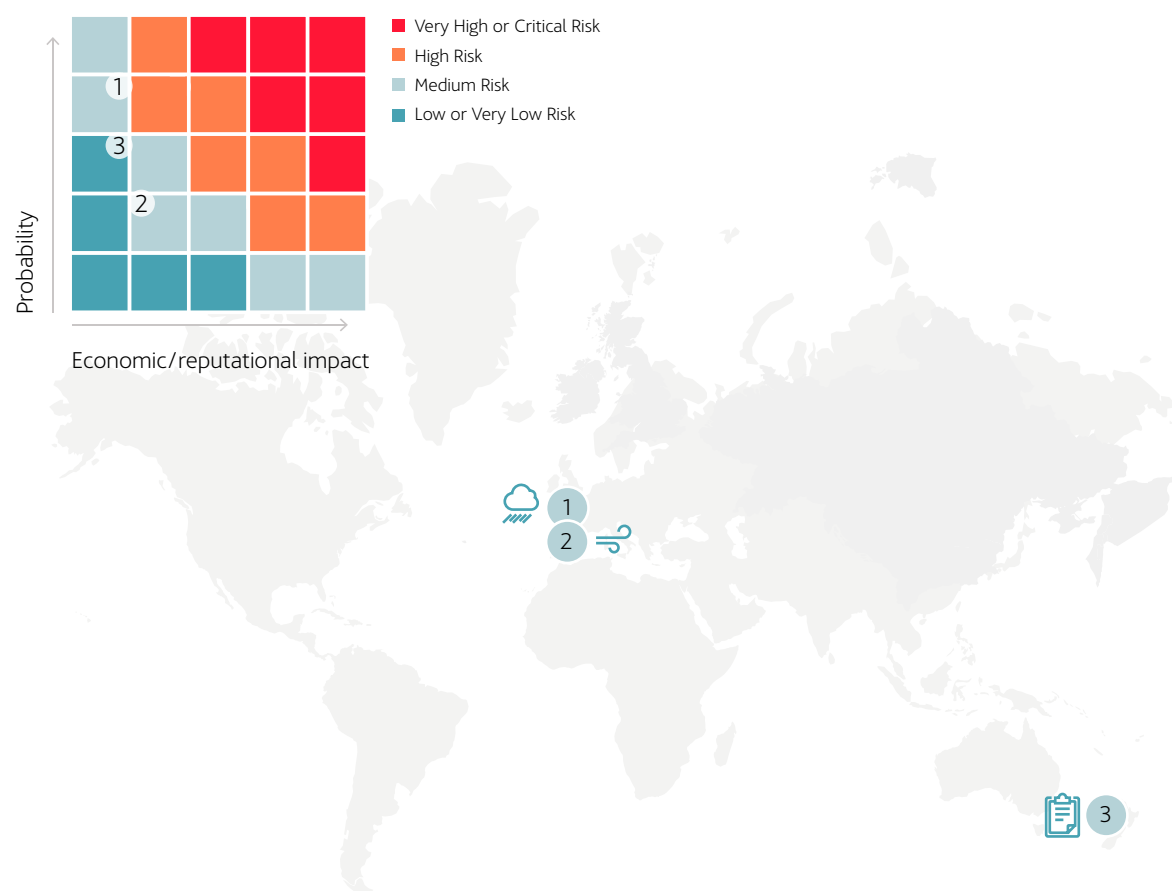 Very High or Critical Risk
High Risk
Medium Risk
Low or Very Low Risk
1
3
2
Probability
Economic/reputational impact
1
2
3